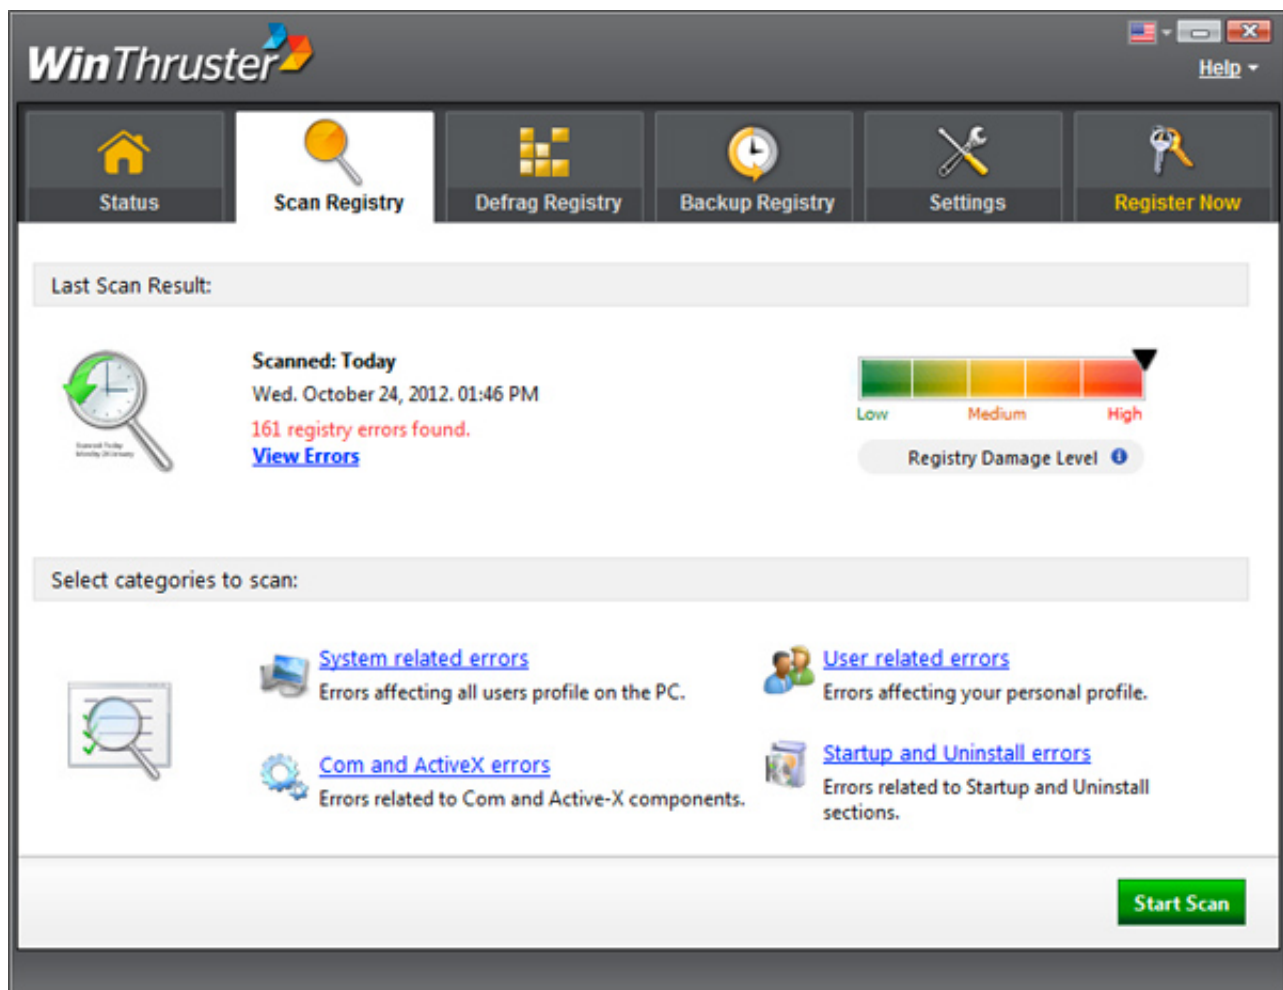 WinThruster
Help
Status
Scan Registry
Defrag Registry
Backup Registry
Settings
Register Now
Last Scan Result:
Scanned: Today
Wed. October 24, 2012. 01:46 PM
161 registry errors found.
View Errors
Low Medium High
Registry Damage Level
Scanned Today
Select categories to scan:
System related errors
Errors affecting all users profile on the PC.
User related errors
Errors affecting your personal profile.
Com and ActiveX errors
Errors related to Com and Active-X components.
Startup and Uninstall errors
Errors related to Startup and Uninstall
sections.
Start Scan